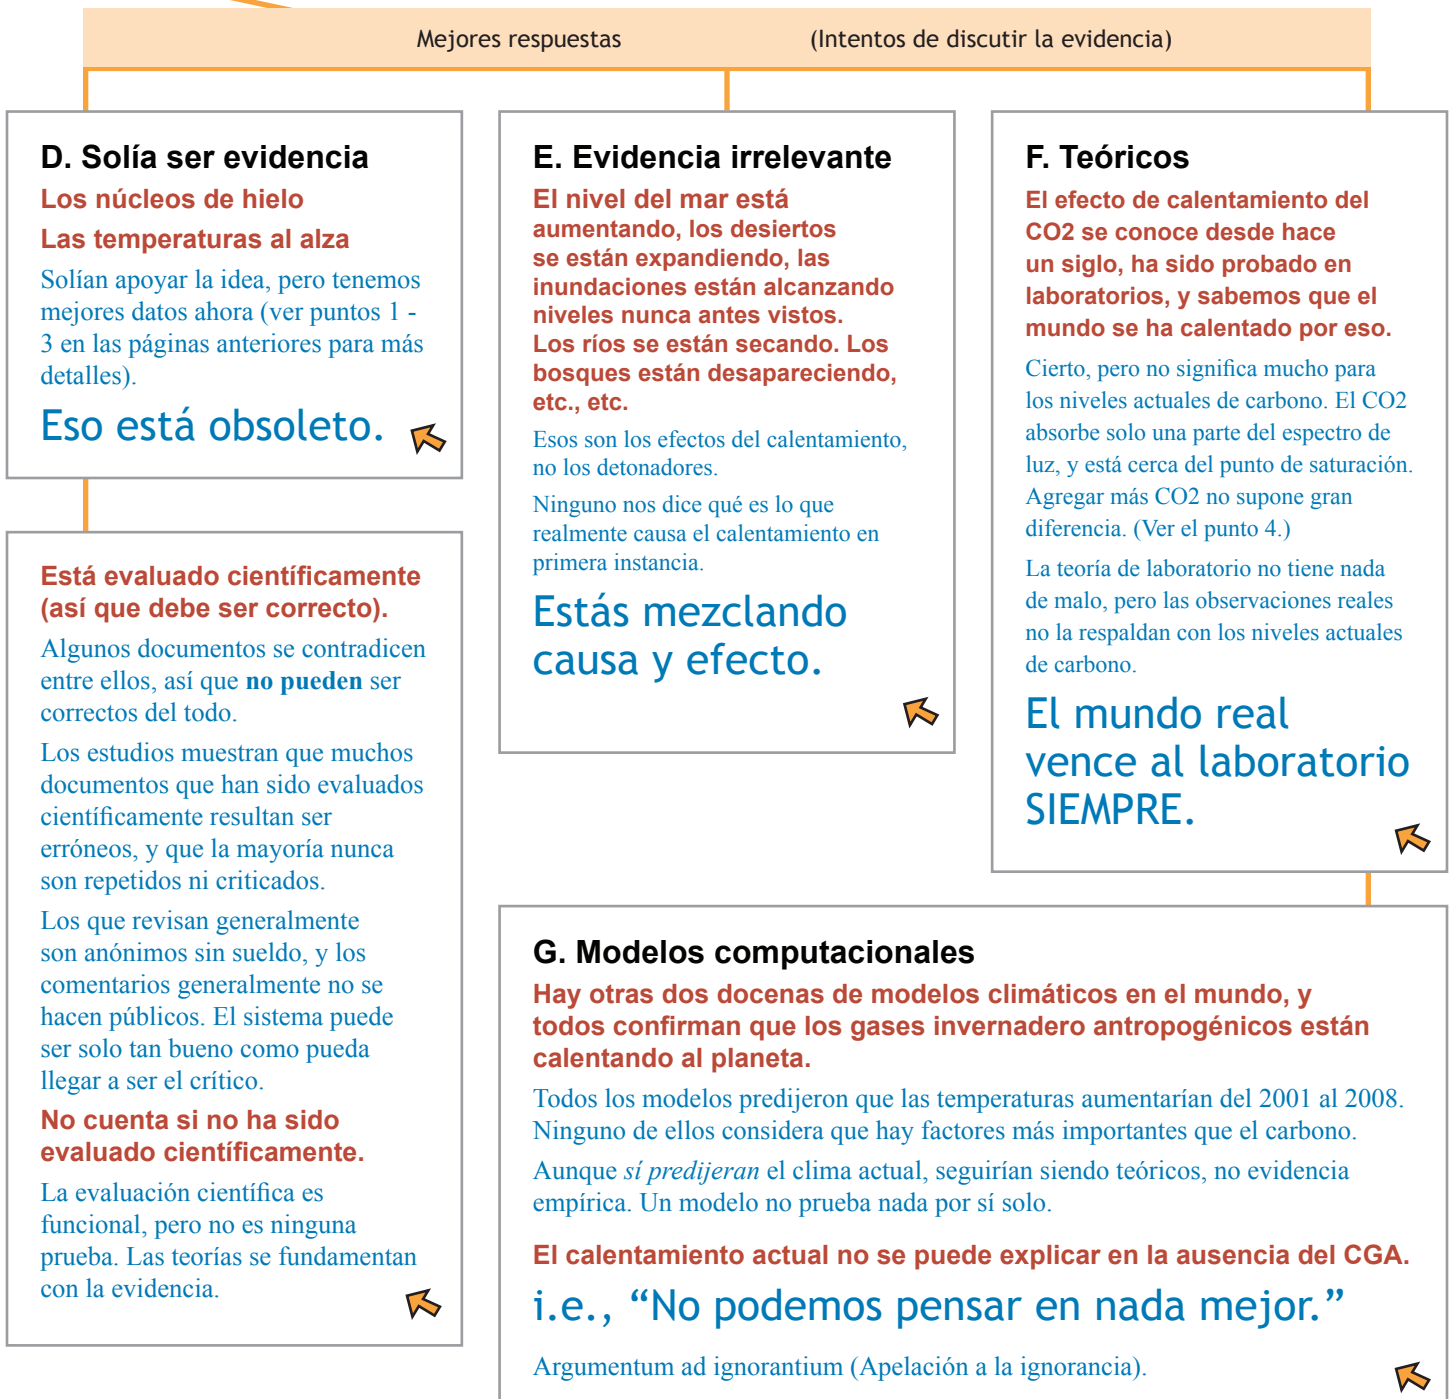 Mejores respuestas (Intentos de discutir la evidencia)
D. Solía ser evidencia
Los núcleos de hielo
Las temperaturas al alza
Solían apoyar la idea, pero tenemos
mejores datos ahora (ver puntos 1 -
3 en las páginas anteriores para más
detalles).
Eso está obsoleto.
Está evaluado científicamente
(así que debe ser correcto).
Algunos documentos se contradicen
entre ellos, así que no pueden ser
correctos del todo.
Los estudios muestran que muchos
documentos que han sido evaluados
científicamente resultan ser
erróneos, y que la mayoría nunca
son repetidos ni criticados.
Los que revisan generalmente
son anónimos sin sueldo, y los
comentarios generalmente no se
hacen públicos. El sistema puede
ser solo tan bueno como pueda
llegar a ser el crítico.
No cuenta si no ha sido
evaluado científicamente.
La evaluación científica es
funcional, pero no es ninguna
prueba. Las teorías se fundamentan
con la evidencia.
E. Evidencia irrelevante
El nivel del mar está
aumentando, los desiertos
se están expandiendo, las
inundaciones están alcanzando
niveles nunca antes vistos.
Los ríos se están secando. Los
bosques están desapareciendo,
etc., etc.
Esos son los efectos del calentamiento,
no los detonadores.
Ninguno nos dice qué es lo que
realmente causa el calentamiento en
primera instancia.
Estás mezclando
causa y efecto.
F. Teóricos
El efecto de calentamiento del
CO2 se conoce desde hace
un siglo, ha sido probado en
laboratorios, y sabemos que el
mundo se ha calentado por eso.
Cierto, pero no significa mucho para
los niveles actuales de carbono. El CO2
absorbe solo una parte del espectro de
luz, y está cerca del punto de saturación.
Agregar más CO2 no supone gran
diferencia. (Ver el punto 4.)
La teoría de laboratorio no tiene nada
de malo, pero las observaciones reales
no la respaldan con los niveles actuales
de carbono.
El mundo real
vence al laboratorio
SIEMPRE.
G. Modelos computacionales
Hay otras dos docenas de modelos climáticos en el mundo, y
todos confirman que los gases invernadero antropogénicos están
calentando al planeta.
Todos los modelos predijeron que las temperaturas aumentarían del 2001 al 2008.
Ninguno de ellos considera que hay factores más importantes que el carbono.
Aunque sí predijeran el clima actual, seguirían siendo teóricos, no evidencia
empírica. Un modelo no prueba nada por sí solo.
El calentamiento actual no se puede explicar en la ausencia del CGA.
i.e., “No podemos pensar en nada mejor.”
Argumentum ad ignorantium (Apelación a la ignorancia).